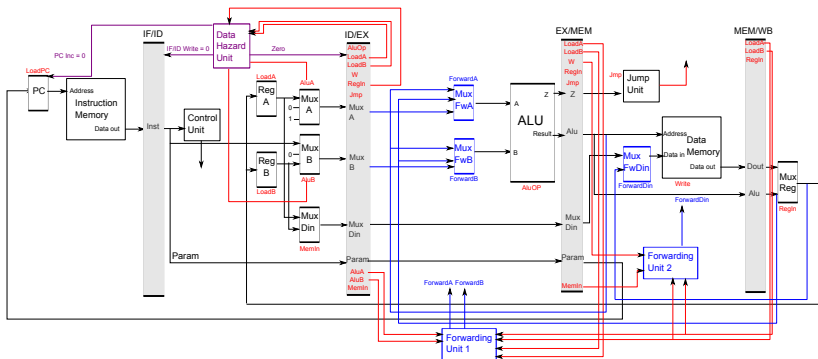 IF/ID
Data
Hazard
Unit
ID/EX
EX/MEM
MEM/WB
PC Inc = 0
IF/ID Write = 0
Zero
AluOp
LoadA
LoadB
W
RegIn
Jmp
LoadA
LoadB
W
RegIn
Jmp
LoadA
LoadB
RegIn
LoadPC
PC
Address
Instruction
Memory
Data out
Inst
Control
Unit
LoadA
Reg
A
AluA
Mux
A
0
1
Mux
A
ForwardA
Mux
FwA
A
Z
ALU
Result
B
AluOP
Z
Jmp
Jump
Unit
Reg
B
LoadB
Mux
B
0
AluB
Mux
B
Mux
FwB
ForwardB
Alu
Mux
FwDin
ForwardDin
Address
Data
Memory
Data in
Data out
Write
Dout
Alu
Mux
Reg
RegIn
Mux
Din
MemIn
Mux
Din
Mux
Din
ForwardDin
Param
Param
Param
AluA
AluB
MemIn
MemIn
Forwarding
Unit 2
ForwardA
ForwardB
Forwarding
Unit 1